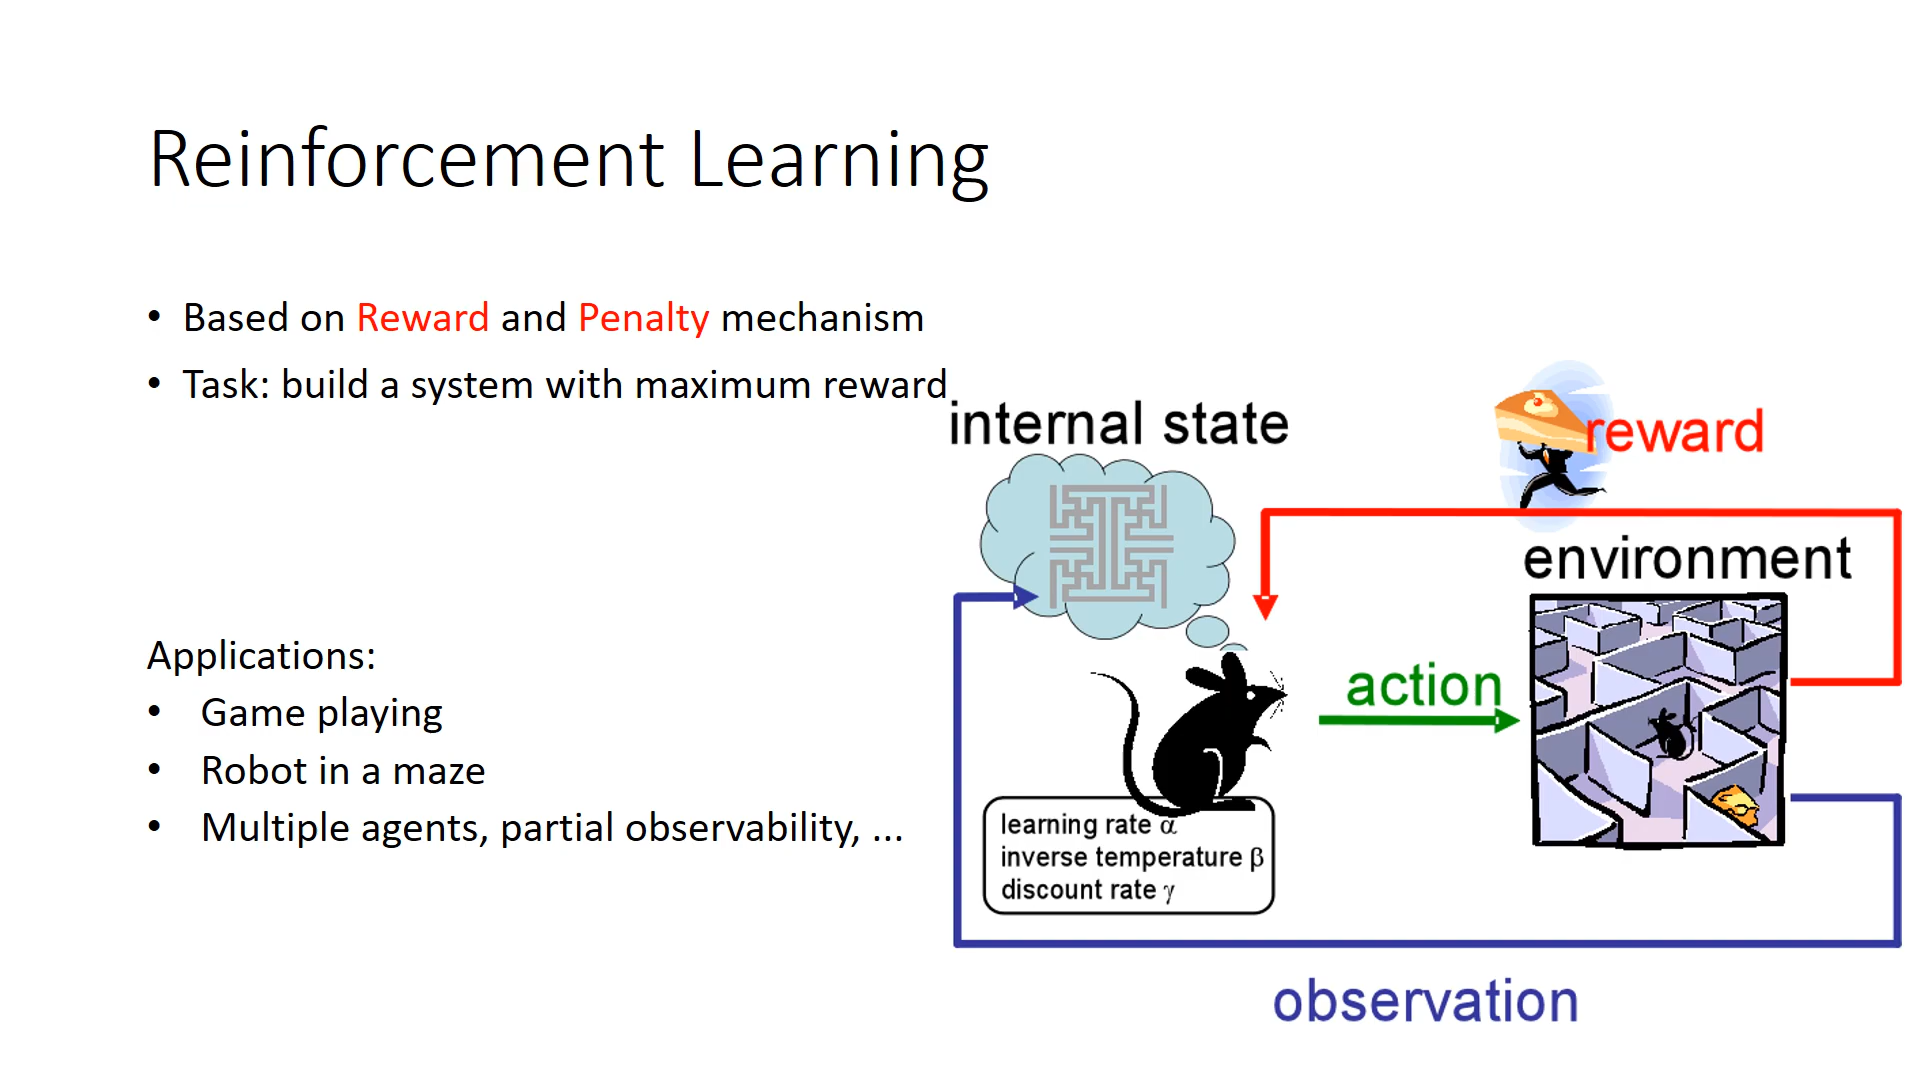 Reinforcement Learning
• Based on Reward and Penalty mechanism
• Task: build a system with maximum reward
Applications:
• Game playing
• Robot in a maze
• Multiple agents, partial observability, ...
internal state
reward
environment
action
learning rate α
inverse temperature β
discount rate γ
observation